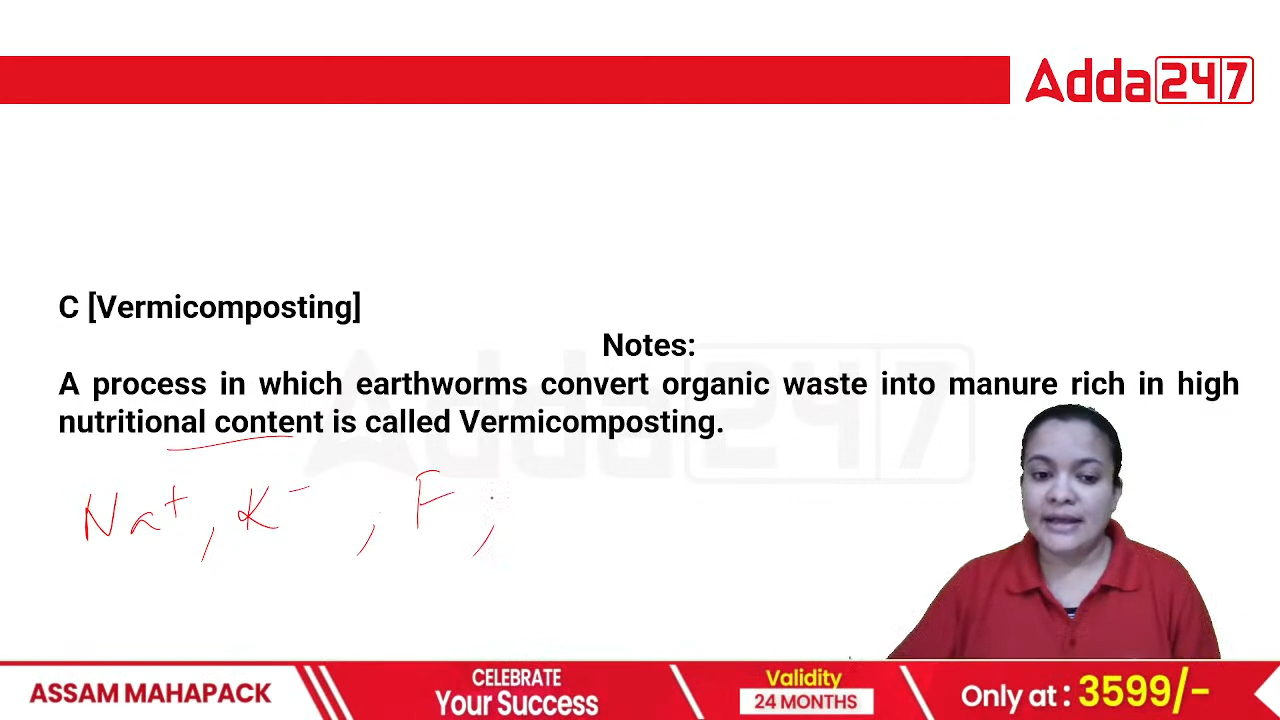 Adda247
C [Vermicomposting]
Notes:
A process in which earthworms convert organic waste into manure rich in high
nutritional content is called Vermicomposting.
Adda247
Na⁺, K⁻ , F ,
ASSAM MAHAPACK
CELEBRATE
Your Success
Validity
24 MONTHS
Only at : 3599/-